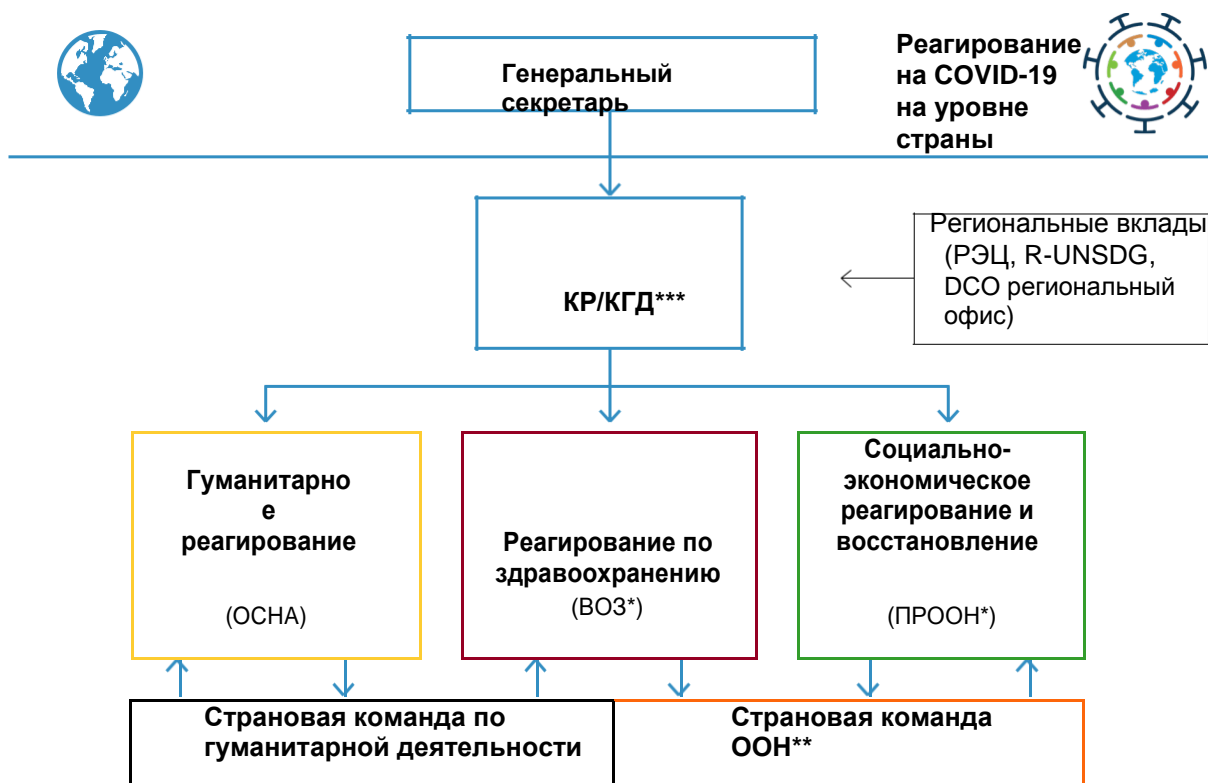 Генеральный
секретарь
Реагирование
на COVID-19
на уровне
страны
КР/КГД***
Региональные вклады
(РЭЦ, R-UNSDG,
DCO региональный
офис)
Гуманитарно
е
реагирование
(ОСНА)
Реагирование по
здравоохранению
(ВОЗ*)
Социально-
экономическое
реагирование и
восстановление
(ПРООН*)
Страновая команда по
гуманитарной деятельности
Страновая команда
ООН**